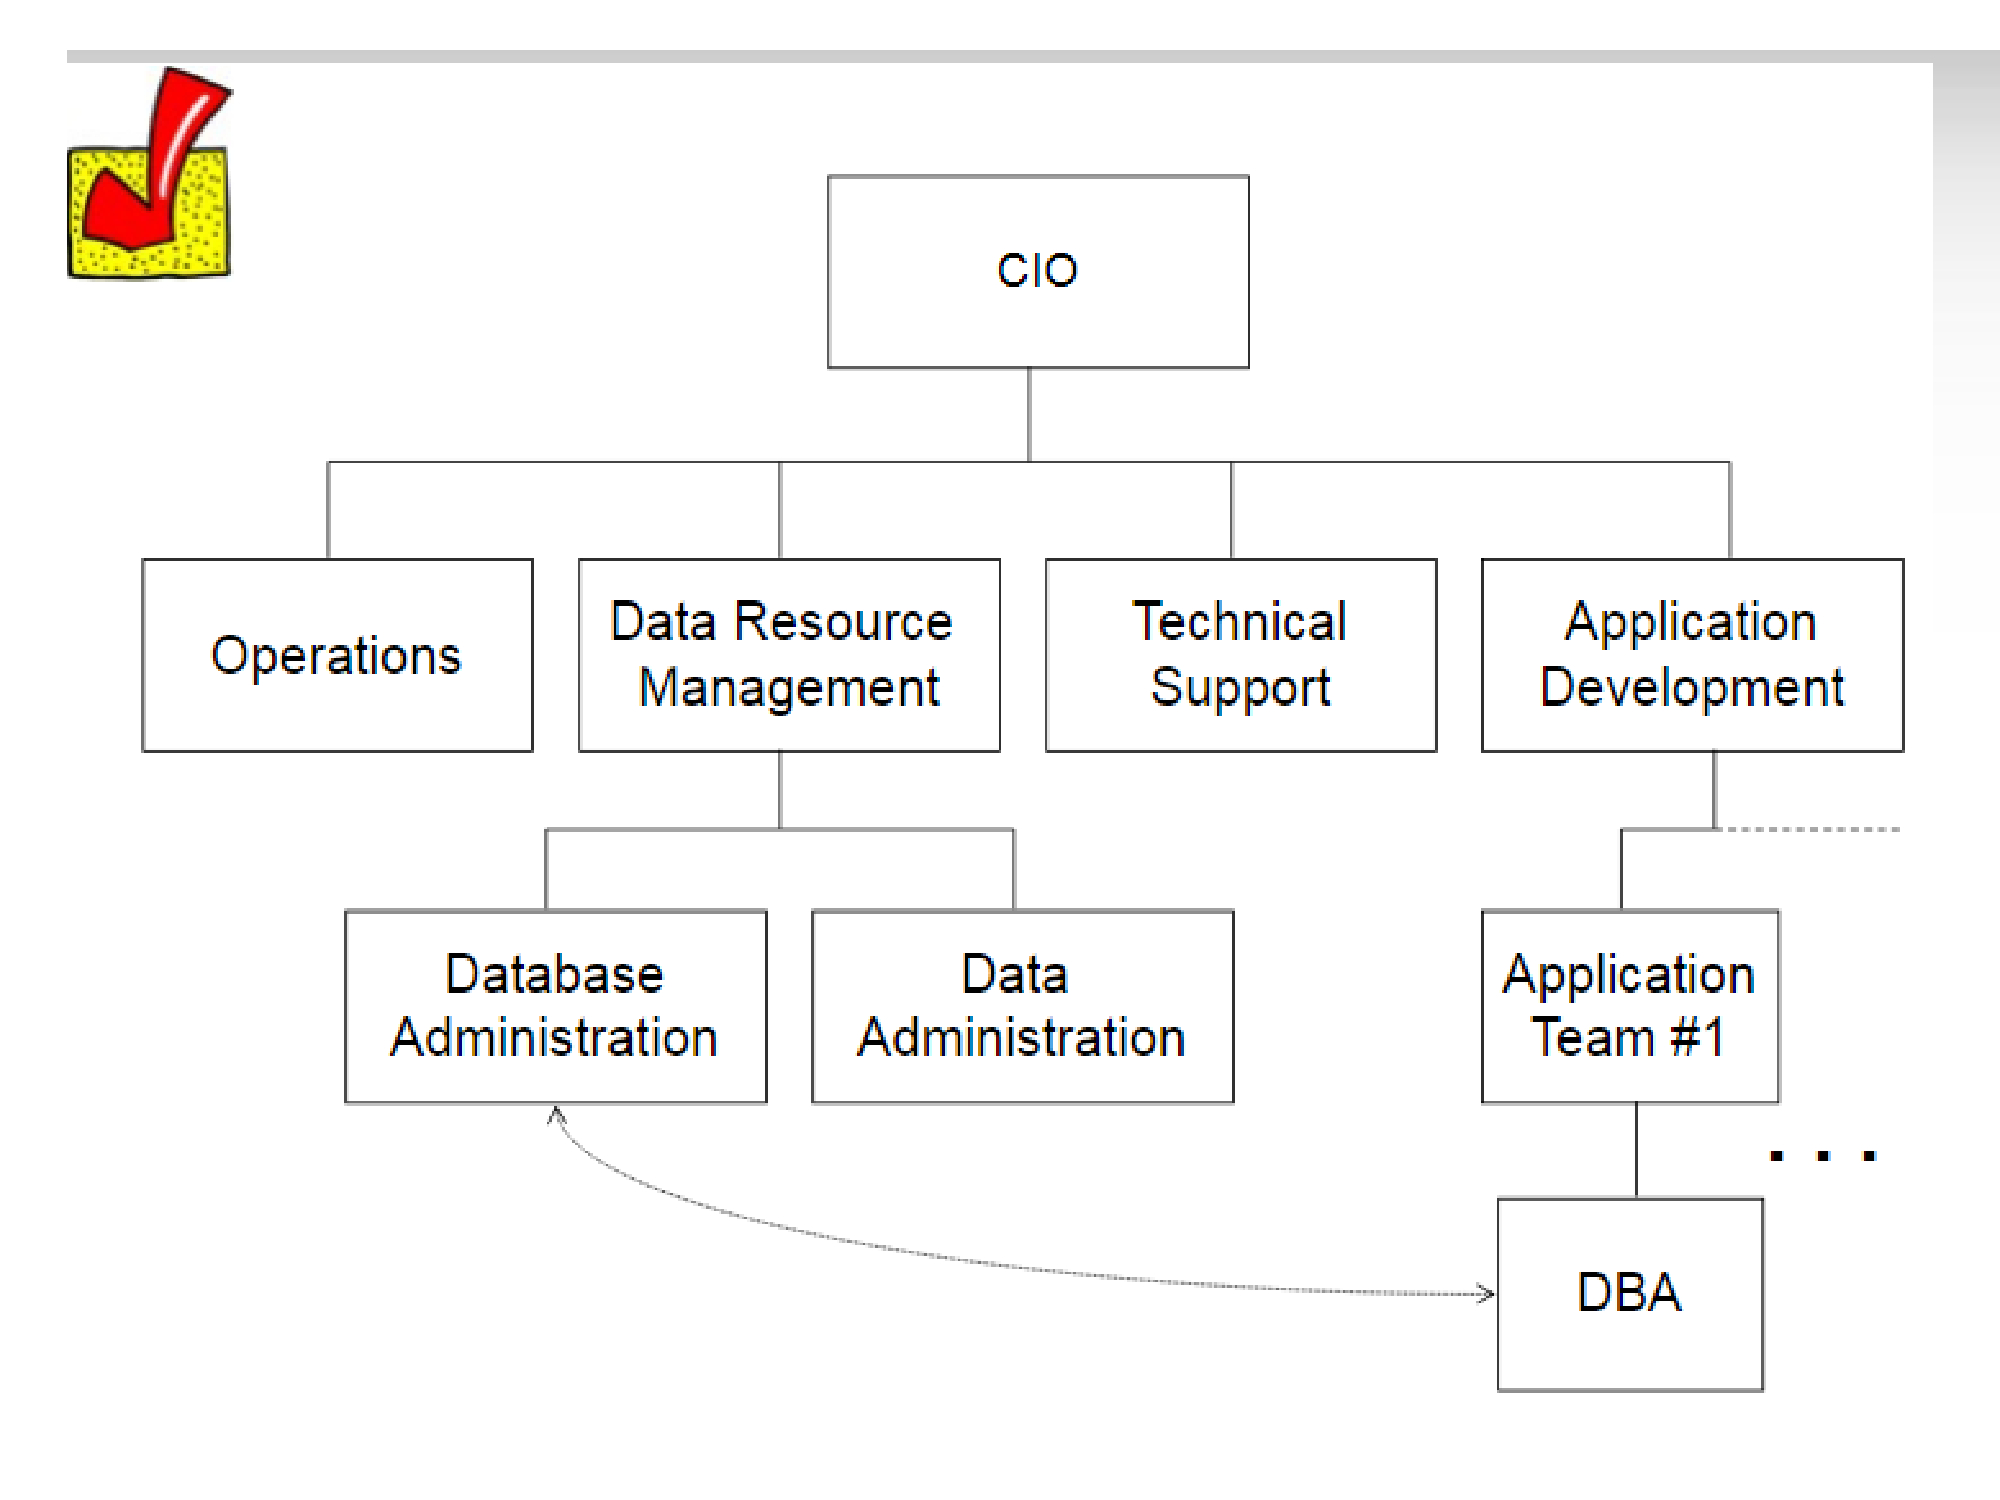 CIO
Operations
Data Resource
Management
Technical
Support
Application
Development
Database
Administration
Data
Administration
Application
Team #1
. . .
DBA